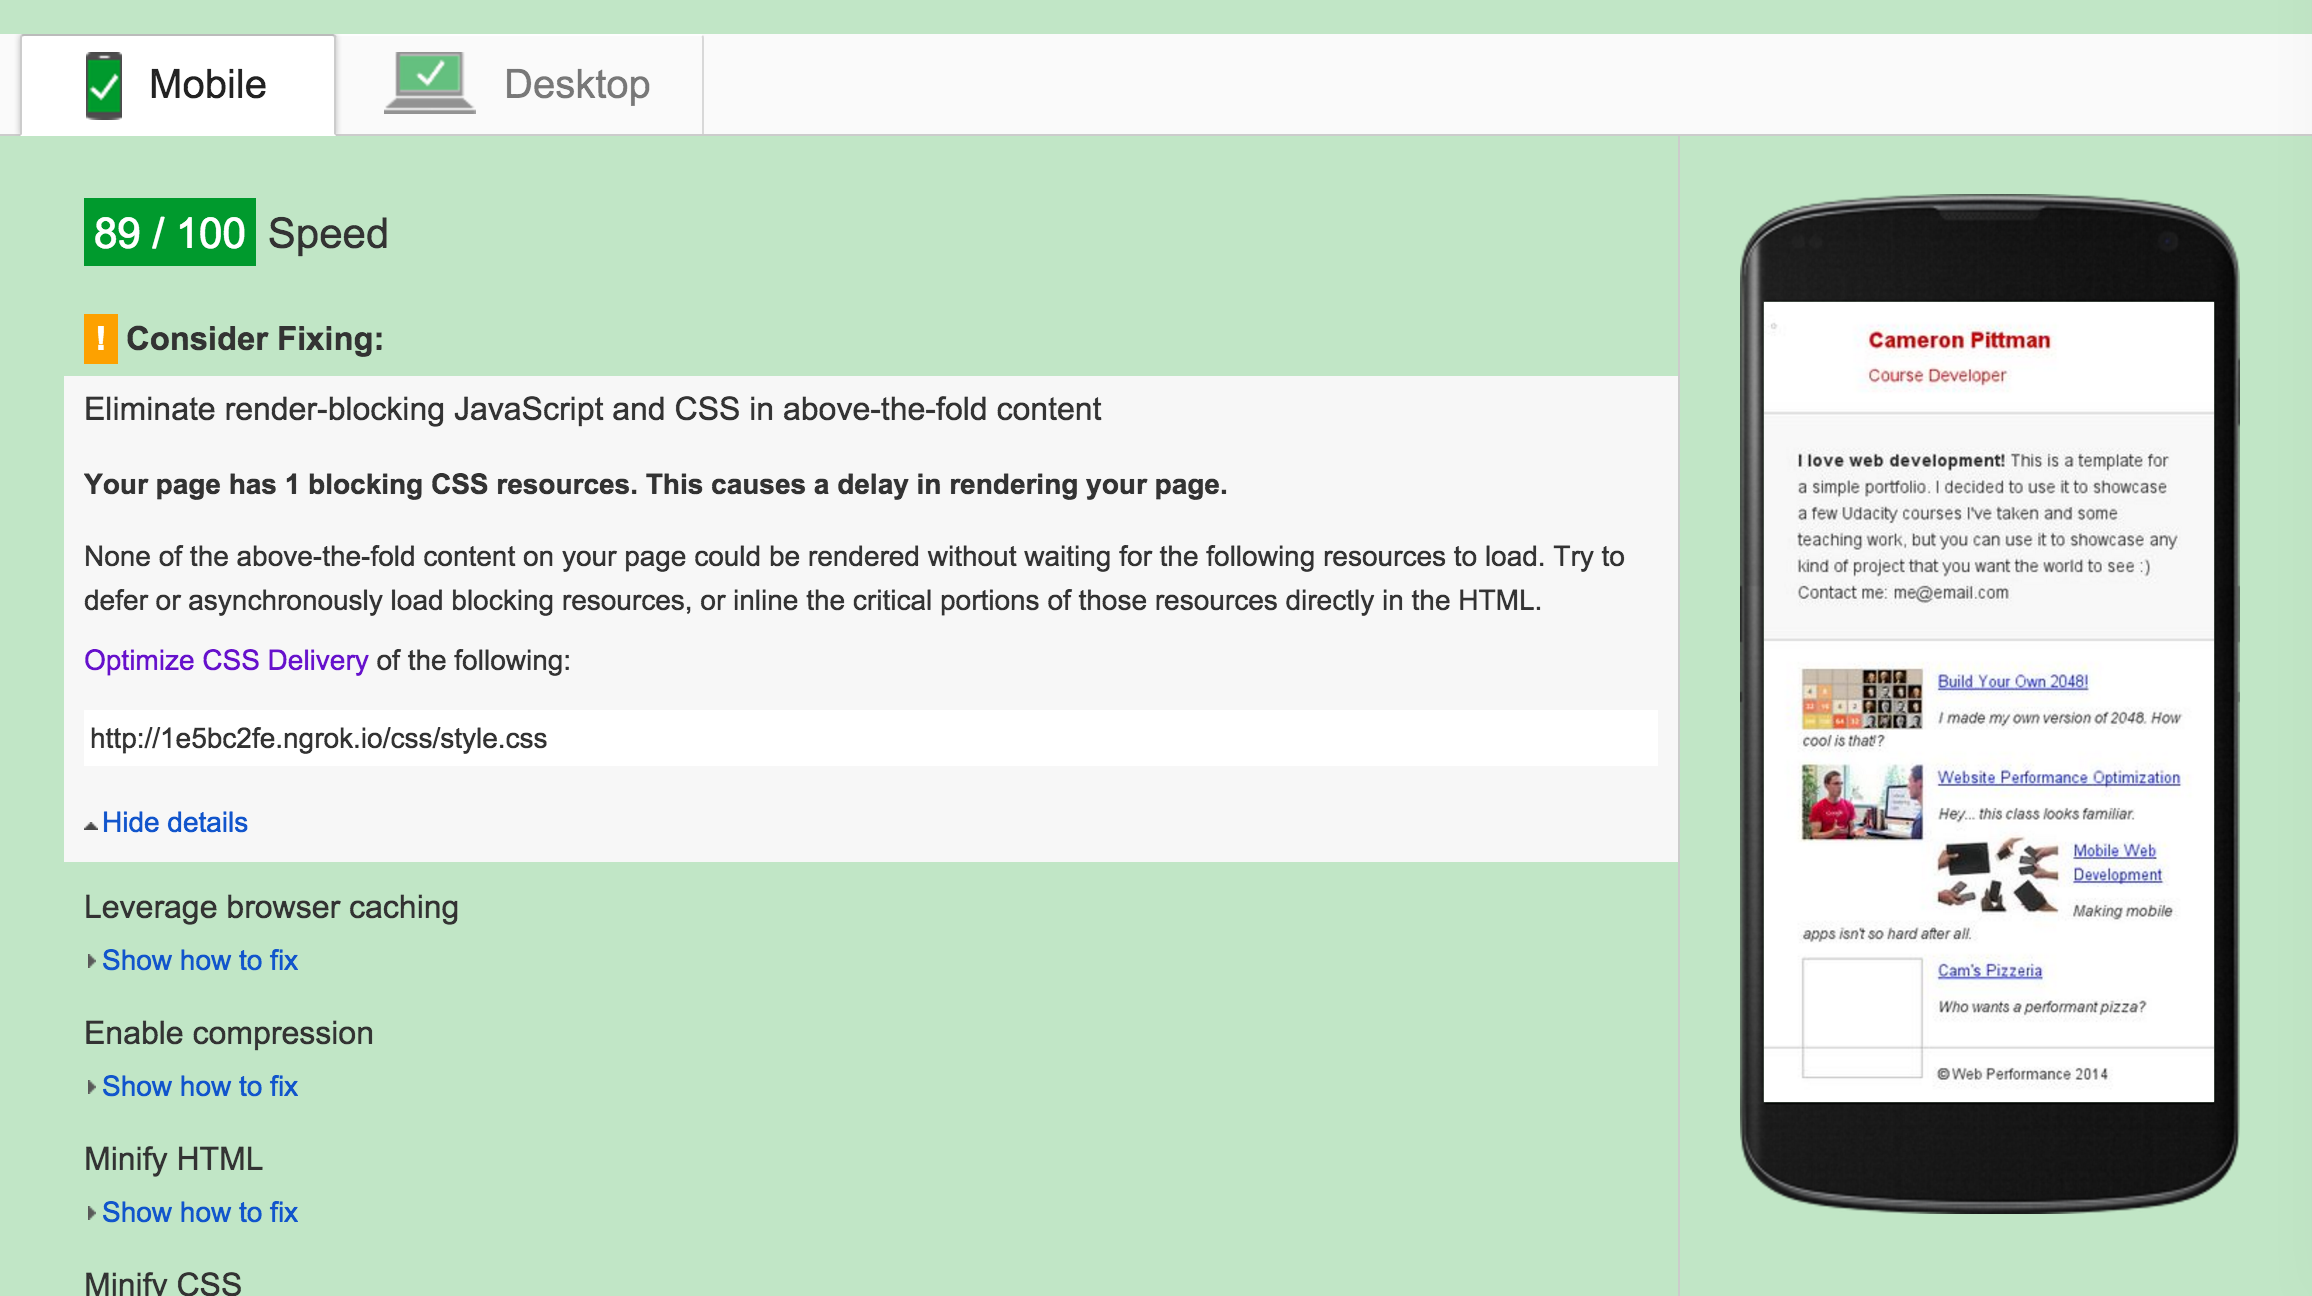 Mobile
Desktop
89 / 100 Speed
! Consider Fixing:
Eliminate render-blocking JavaScript and CSS in above-the-fold content
Your page has 1 blocking CSS resources. This causes a delay in rendering your page.
None of the above-the-fold content on your page could be rendered without waiting for the following resources to load. Try to
defer or asynchronously load blocking resources, or inline the critical portions of those resources directly in the HTML.
Optimize CSS Delivery of the following:
http://1e5bc2fe.ngrok.io/css/style.css
Hide details
Leverage browser caching
Show how to fix
Enable compression
Show how to fix
Minify HTML
Show how to fix
Minify CSS
Cameron Pittman
Course Developer
I love web development! This is a template for
a simple portfolio. I decided to use it to showcase
a few Udacity courses I've taken and some
teaching work, but you can use it to showcase any
kind of project that you want the world to see :)
Contact me: me@email.com
Build Your Own 2048!
I made my own version of 2048. How
cool is that!?
Website Performance Optimization
Hey... this class looks familiar.
Mobile Web
Development
Making mobile
apps isn't so hard after all.
Cam's Pizzeria
Who wants a performant pizza?
© Web Performance 2014